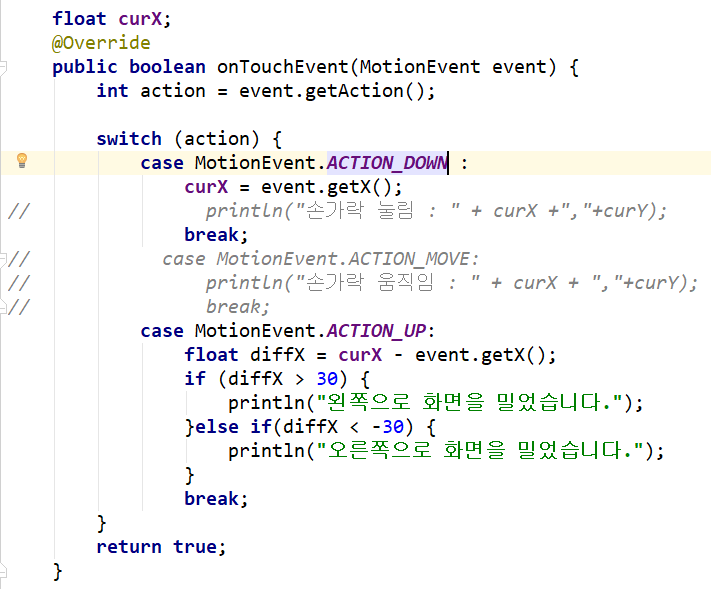 float curX;
@Override
public boolean onTouchEvent(MotionEvent event) {
int action = event.getAction();
switch (action) {
case MotionEvent.ACTION_DOWN :
curX = event.getX();
// println("손가락 눌림 : " + curX +","+curY);
break;
// case MotionEvent.ACTION_MOVE:
// println("손가락 움직임 : " + curX + ","+curY);
// break;
case MotionEvent.ACTION_UP:
float diffX = curX - event.getX();
if (diffX > 30) {
println("왼쪽으로 화면을 밀었습니다.");
}else if(diffX < -30) {
println("오른쪽으로 화면을 밀었습니다.");
}
break;
}
return true;
}